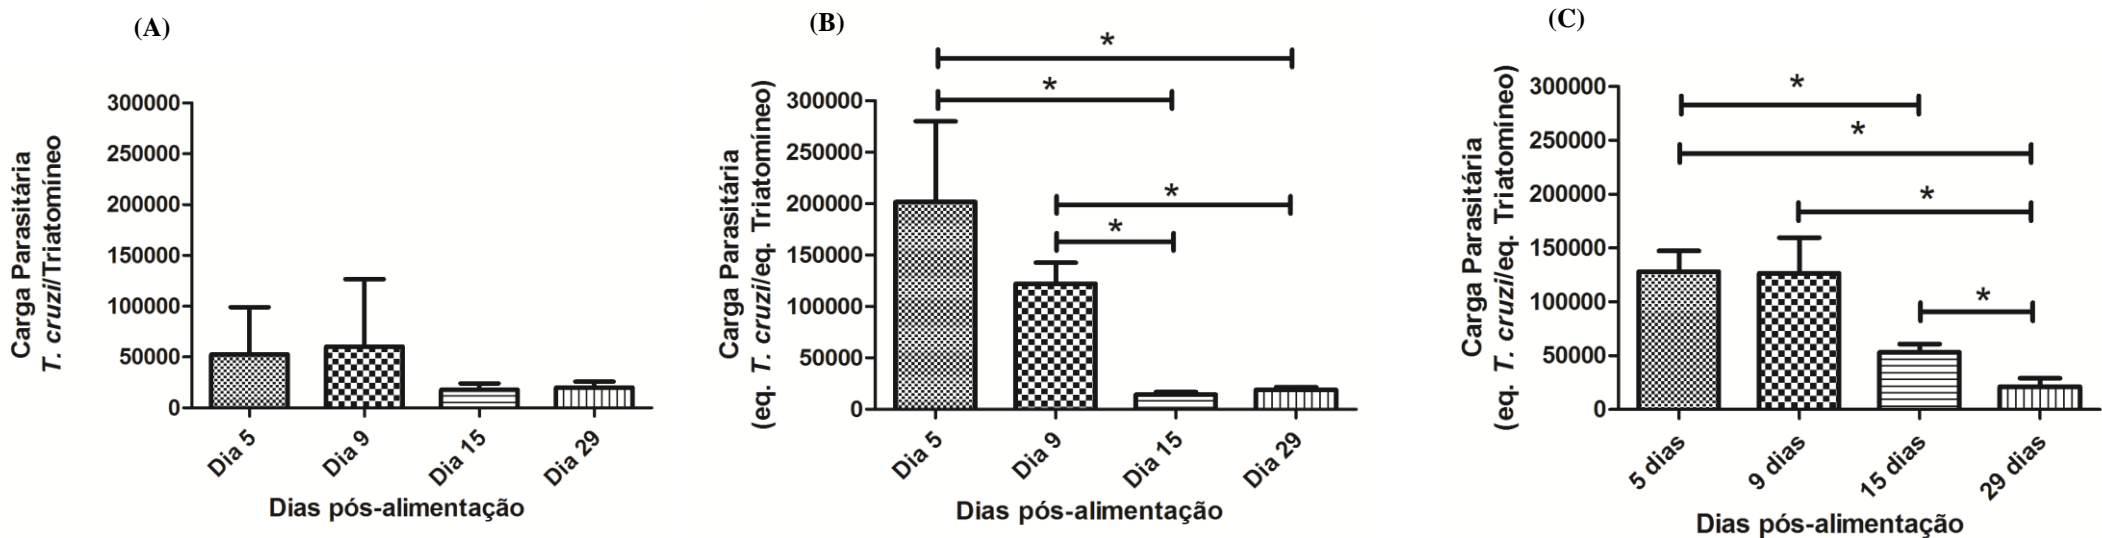 (A)
300000
250000
200000
150000
100000
50000
0
Carga Parasitária
T. cruzi/Triatomíneo
Dia 5
Dia 9
Dia 15
Dia 29
Dias pós-alimentação
(B)
*
*
*
*
300000
250000
200000
150000
100000
50000
0
Carga Parasitária
(eq. T. cruzi/eq. Triatomíneo)
Dia 5
Dia 9
Dia 15
Dia 29
Dias pós-alimentação
(C)
*
*
*
*
300000
250000
200000
150000
100000
50000
0
Carga Parasitária
(eq. T. cruzi/eq. Triatomíneo)
5 dias
9 dias
15 dias
29 dias
Dias pós-alimentação